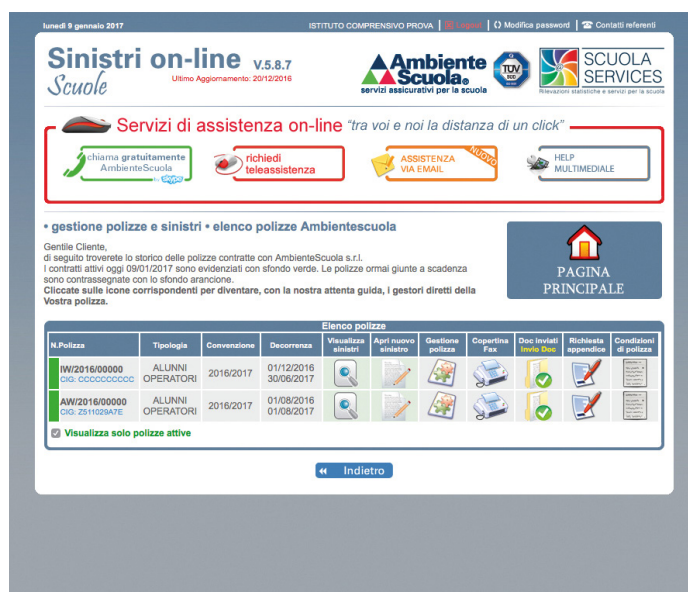 lunedì 9 gennaio 2017
ISTITUTO COMPRENSIVO PROVA | Logout | Modifica password | Contatti referenti
Sinistri on-line V.5.8.7
Scuole
Ultimo Aggiornamento: 20/12/2016
Ambiente
Scuola®
servizi assicurativi per la scuola
TÜV
SCUOLA
SERVICES
Rilevazioni statistiche e servizi per la scuola
Servizi di assistenza on-line "tra voi e noi la distanza di un click"
chiama gratuitamente
AmbienteScuola
by skype
richiedi
teleassistenza
ASSISTENZA
VIA EMAIL
NUOVO
HELP
MULTIMEDIALE
• gestione polizze e sinistri • elenco polizze Ambientescuola
Gentile Cliente,
di seguito troverete lo storico delle polizze contratte con AmbienteScuola s.r.l.
I contratti attivi oggi 09/01/2017 sono evidenziati con sfondo verde. Le polizze ormai giunte a scadenza
sono contrassegnate con lo sfondo arancione.
Cliccate sulle icone corrispondenti per diventare, con la nostra attenta guida, i gestori diretti della
Vostra polizza.
PAGINA
PRINCIPALE
Elenco polizze
N.Polizza Tipologia Convenzione Decorrenza Visualizza sinistri Apri nuovo sinistro Gestione polizza Copertina Fax Doc inviati Invio Doc Richiesta appendice Condizioni di polizza
IW/2016/00000 ALUNNI 2016/2017 01/12/2016
CIG: CCCCCCCCCC OPERATORI 30/06/2017
AW/2016/00000 ALUNNI 2016/2017 01/08/2016
CIG: Z511029A7E OPERATORI 01/08/2017
Visualizza solo polizze attive
Indietro